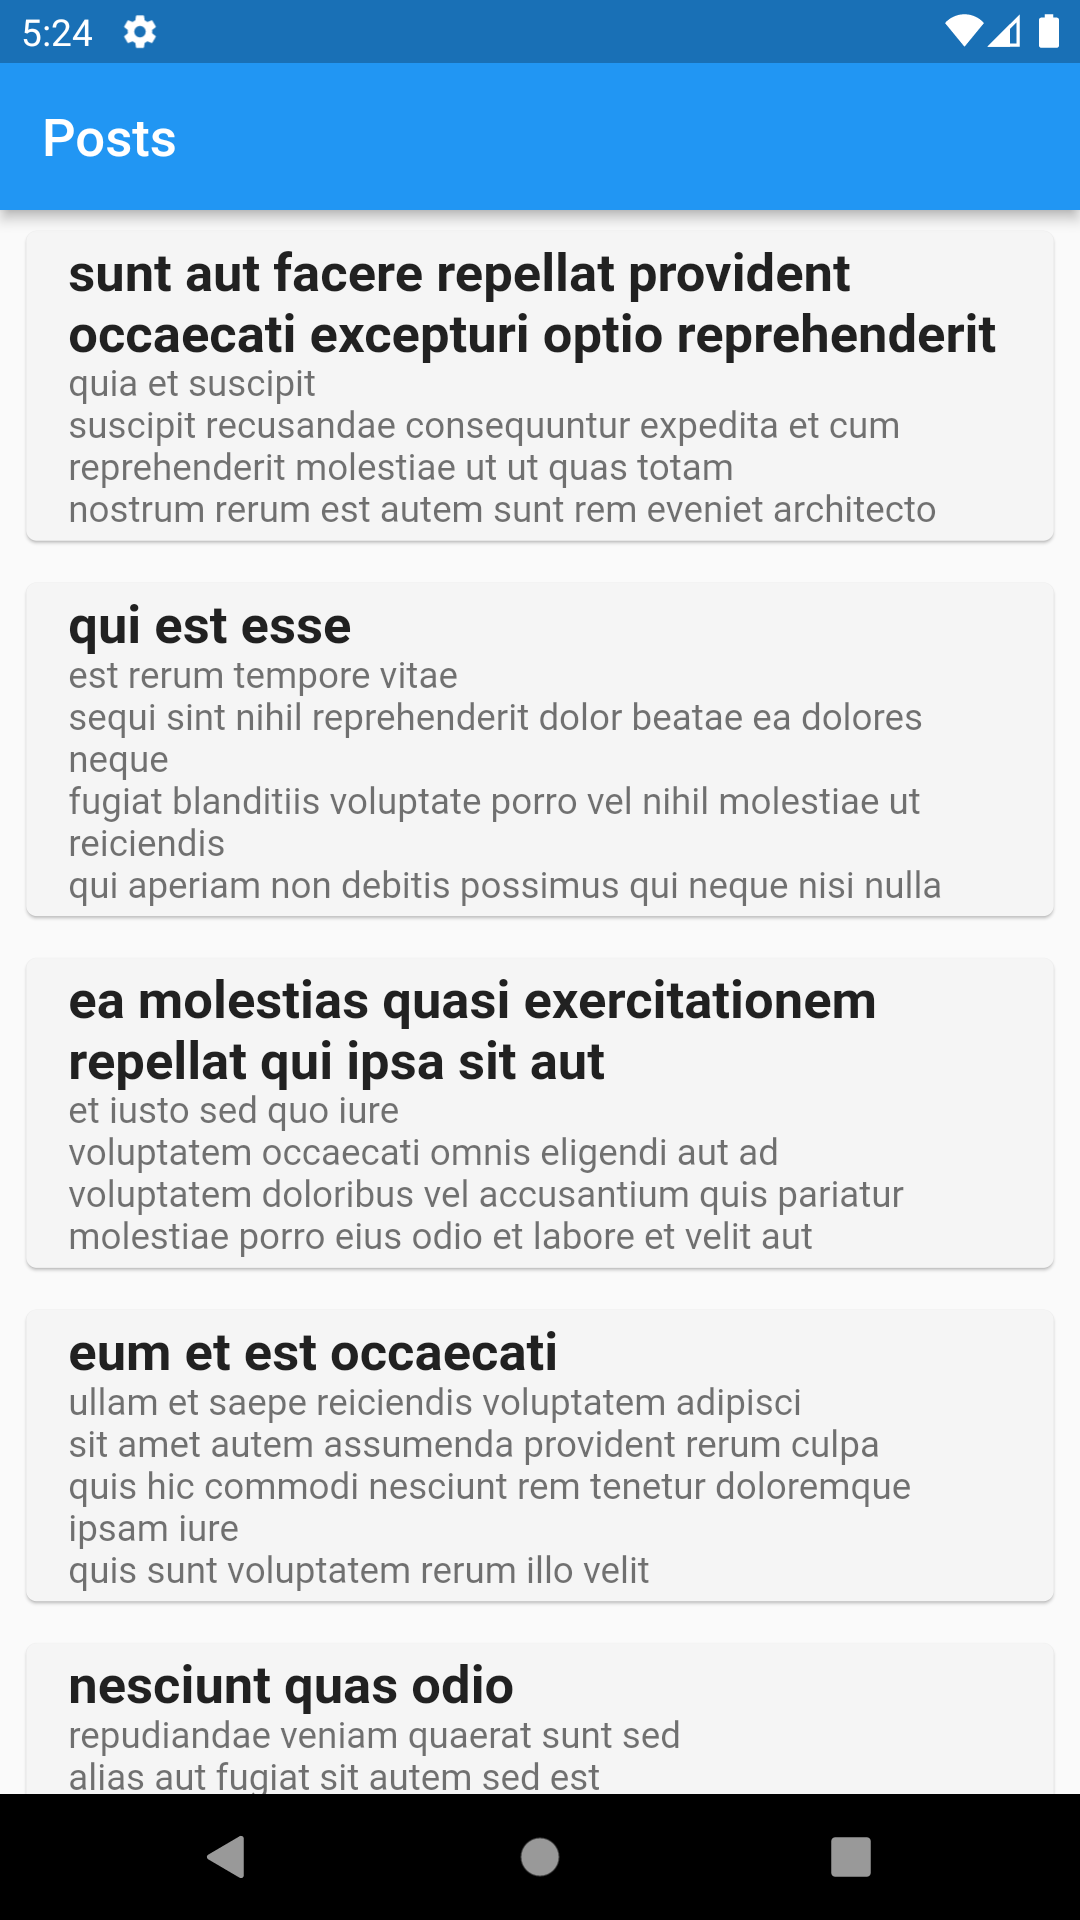 5:24
Posts
sunt aut facere repellat provident
occaecati excepturi optio reprehenderit
quia et suscipit
suscipit recusandae consequuntur expedita et cum
reprehenderit molestiae ut ut quas totam
nostrum rerum est autem sunt rem eveniet architecto
qui est esse
est rerum tempore vitae
sequi sint nihil reprehenderit dolor beatae ea dolores
neque
fugiat blanditiis voluptate porro vel nihil molestiae ut
reiciendis
qui aperiam non debitis possimus qui neque nisi nulla
ea molestias quasi exercitationem
repellat qui ipsa sit aut
et iusto sed quo iure
voluptatem occaecati omnis eligendi aut ad
voluptatem doloribus vel accusantium quis pariatur
molestiae porro eius odio et labore et velit aut
eum et est occaecati
ullam et saepe reiciendis voluptatem adipisci
sit amet autem assumenda provident rerum culpa
quis hic commodi nesciunt rem tenetur doloremque
ipsam iure
quis sunt voluptatem rerum illo velit
nesciunt quas odio
repudiandae veniam quaerat sunt sed
alias aut fugiat sit autem sed est